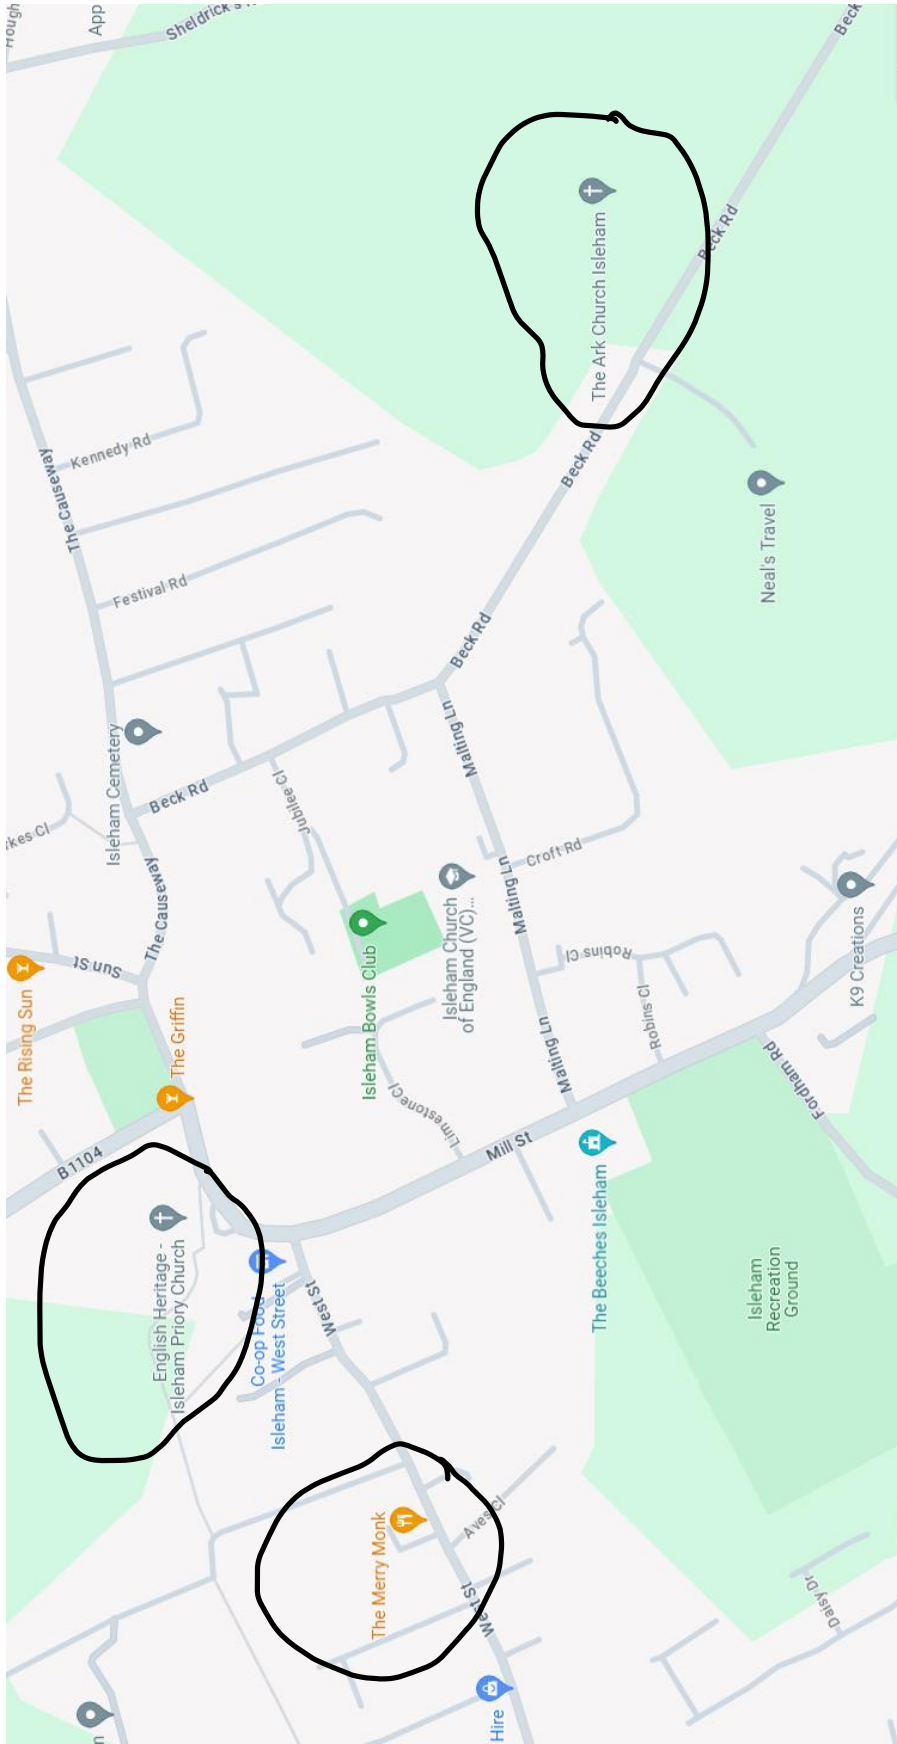 Hough
App
Sheldrick's
Beck
The Ark Church Isleham
Beck Rd
Beck Rd
The Causeway
Kennedy Rd
Festival Rd
Neal's Travel
Beck Rd
Isleham Cemetery
Malting Ln
Beck Rd
Jubilee Cl
kes Cl
The Causeway
Croft Rd
Malting Ln
Isleham Church
of England (VC)...
Isleham Bowls Club
Sun St
The Rising Sun
Robins Cl
K9 Creations
The Griffin
Robins Cl
Malting Ln
Fordham Rd
Limestone Cl
Mill St
B1104
The Beeches Isleham
English Heritage -
Isleham Priory Church
Co-op Food
Isleham - West Street
West St
Isleham
Recreation
Ground
The Merry Monk
Aves Cl
West St
Daisy Dr
Hire
n